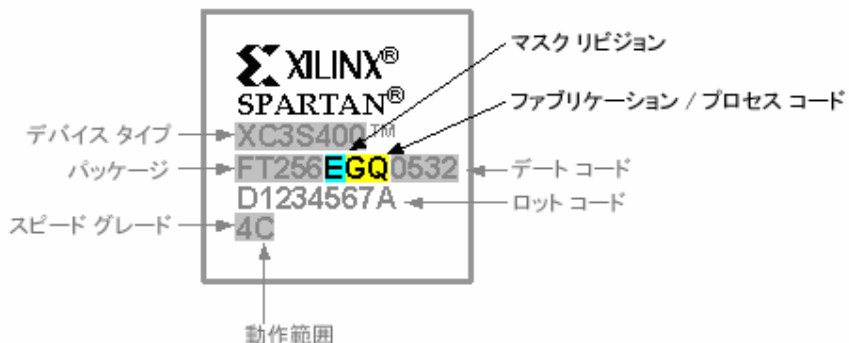 マスク リビジョン
XILINX®
SPARTAN®
ファブリケーション / プロセス コード
デバイス タイプ
XC3S400™
パッケージ
FT256EGQ0532
デート コード
D1234567A
ロット コード
スピード グレード
4C
動作範囲